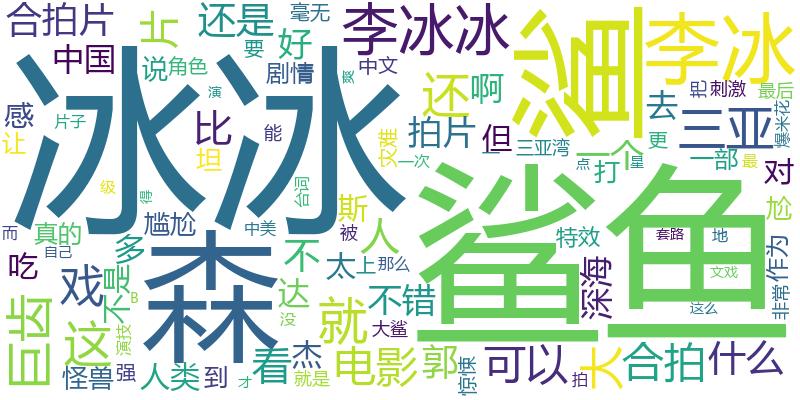 合拍片
片
还是
毫无
要
好
李冰冰
鲨
李冰
中国
说
角色
剧情
爽
中文
还
啊
去
把
刺激
最后
爆米花
冰冰
感
让
片子
演
比
坦
能
灾难
拍片
但
一次
一
三亚湾
一个
打
更
点
星
三亚
一部
最
对
尬
级
得
台词
鲨鱼
而
真的
自己
尴尬
多
中美
森
斯
被
人
不
太
上
那么
特效
深海
套路
地
作为
非常
文戏
吃
戏
不是
B
达
没
就
不错
大鲨
这么
巨齿
这
演技
怪兽
强
人类
到
才
看
杰
就是
电影
郭
惊悚
可以
拍
大
合拍
什么